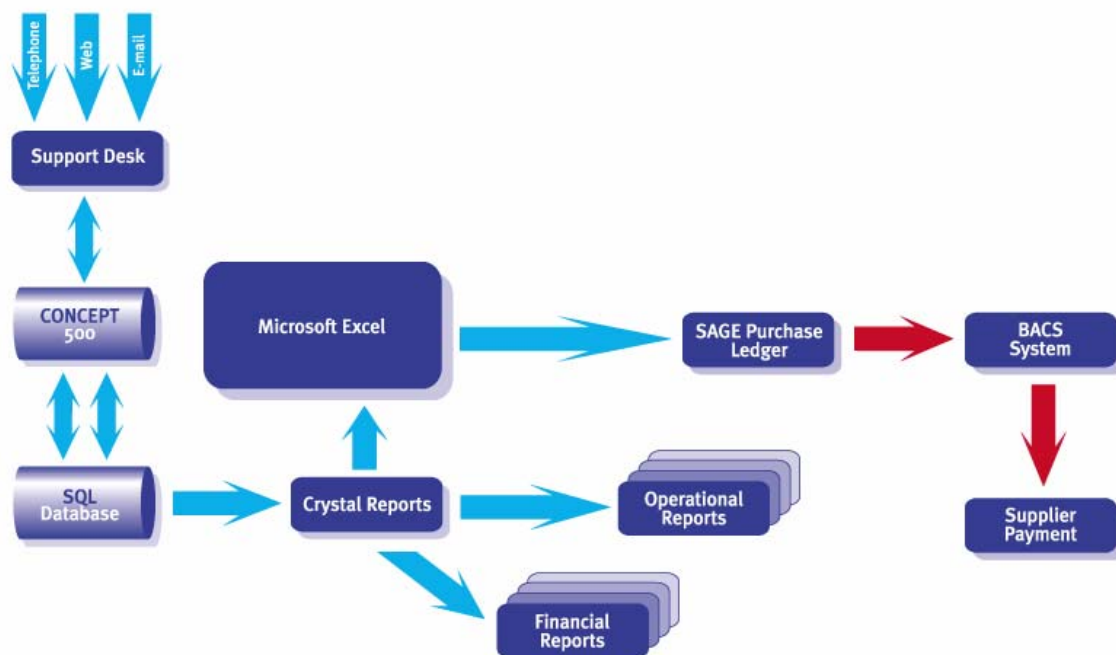 Telephone
Web
E-mail
Support Desk
CONCEPT
500
Microsoft Excel
SAGE Purchase
Ledger
BACS
System
SQL
Database
Crystal Reports
Operational
Reports
Supplier
Payment
Financial
Reports